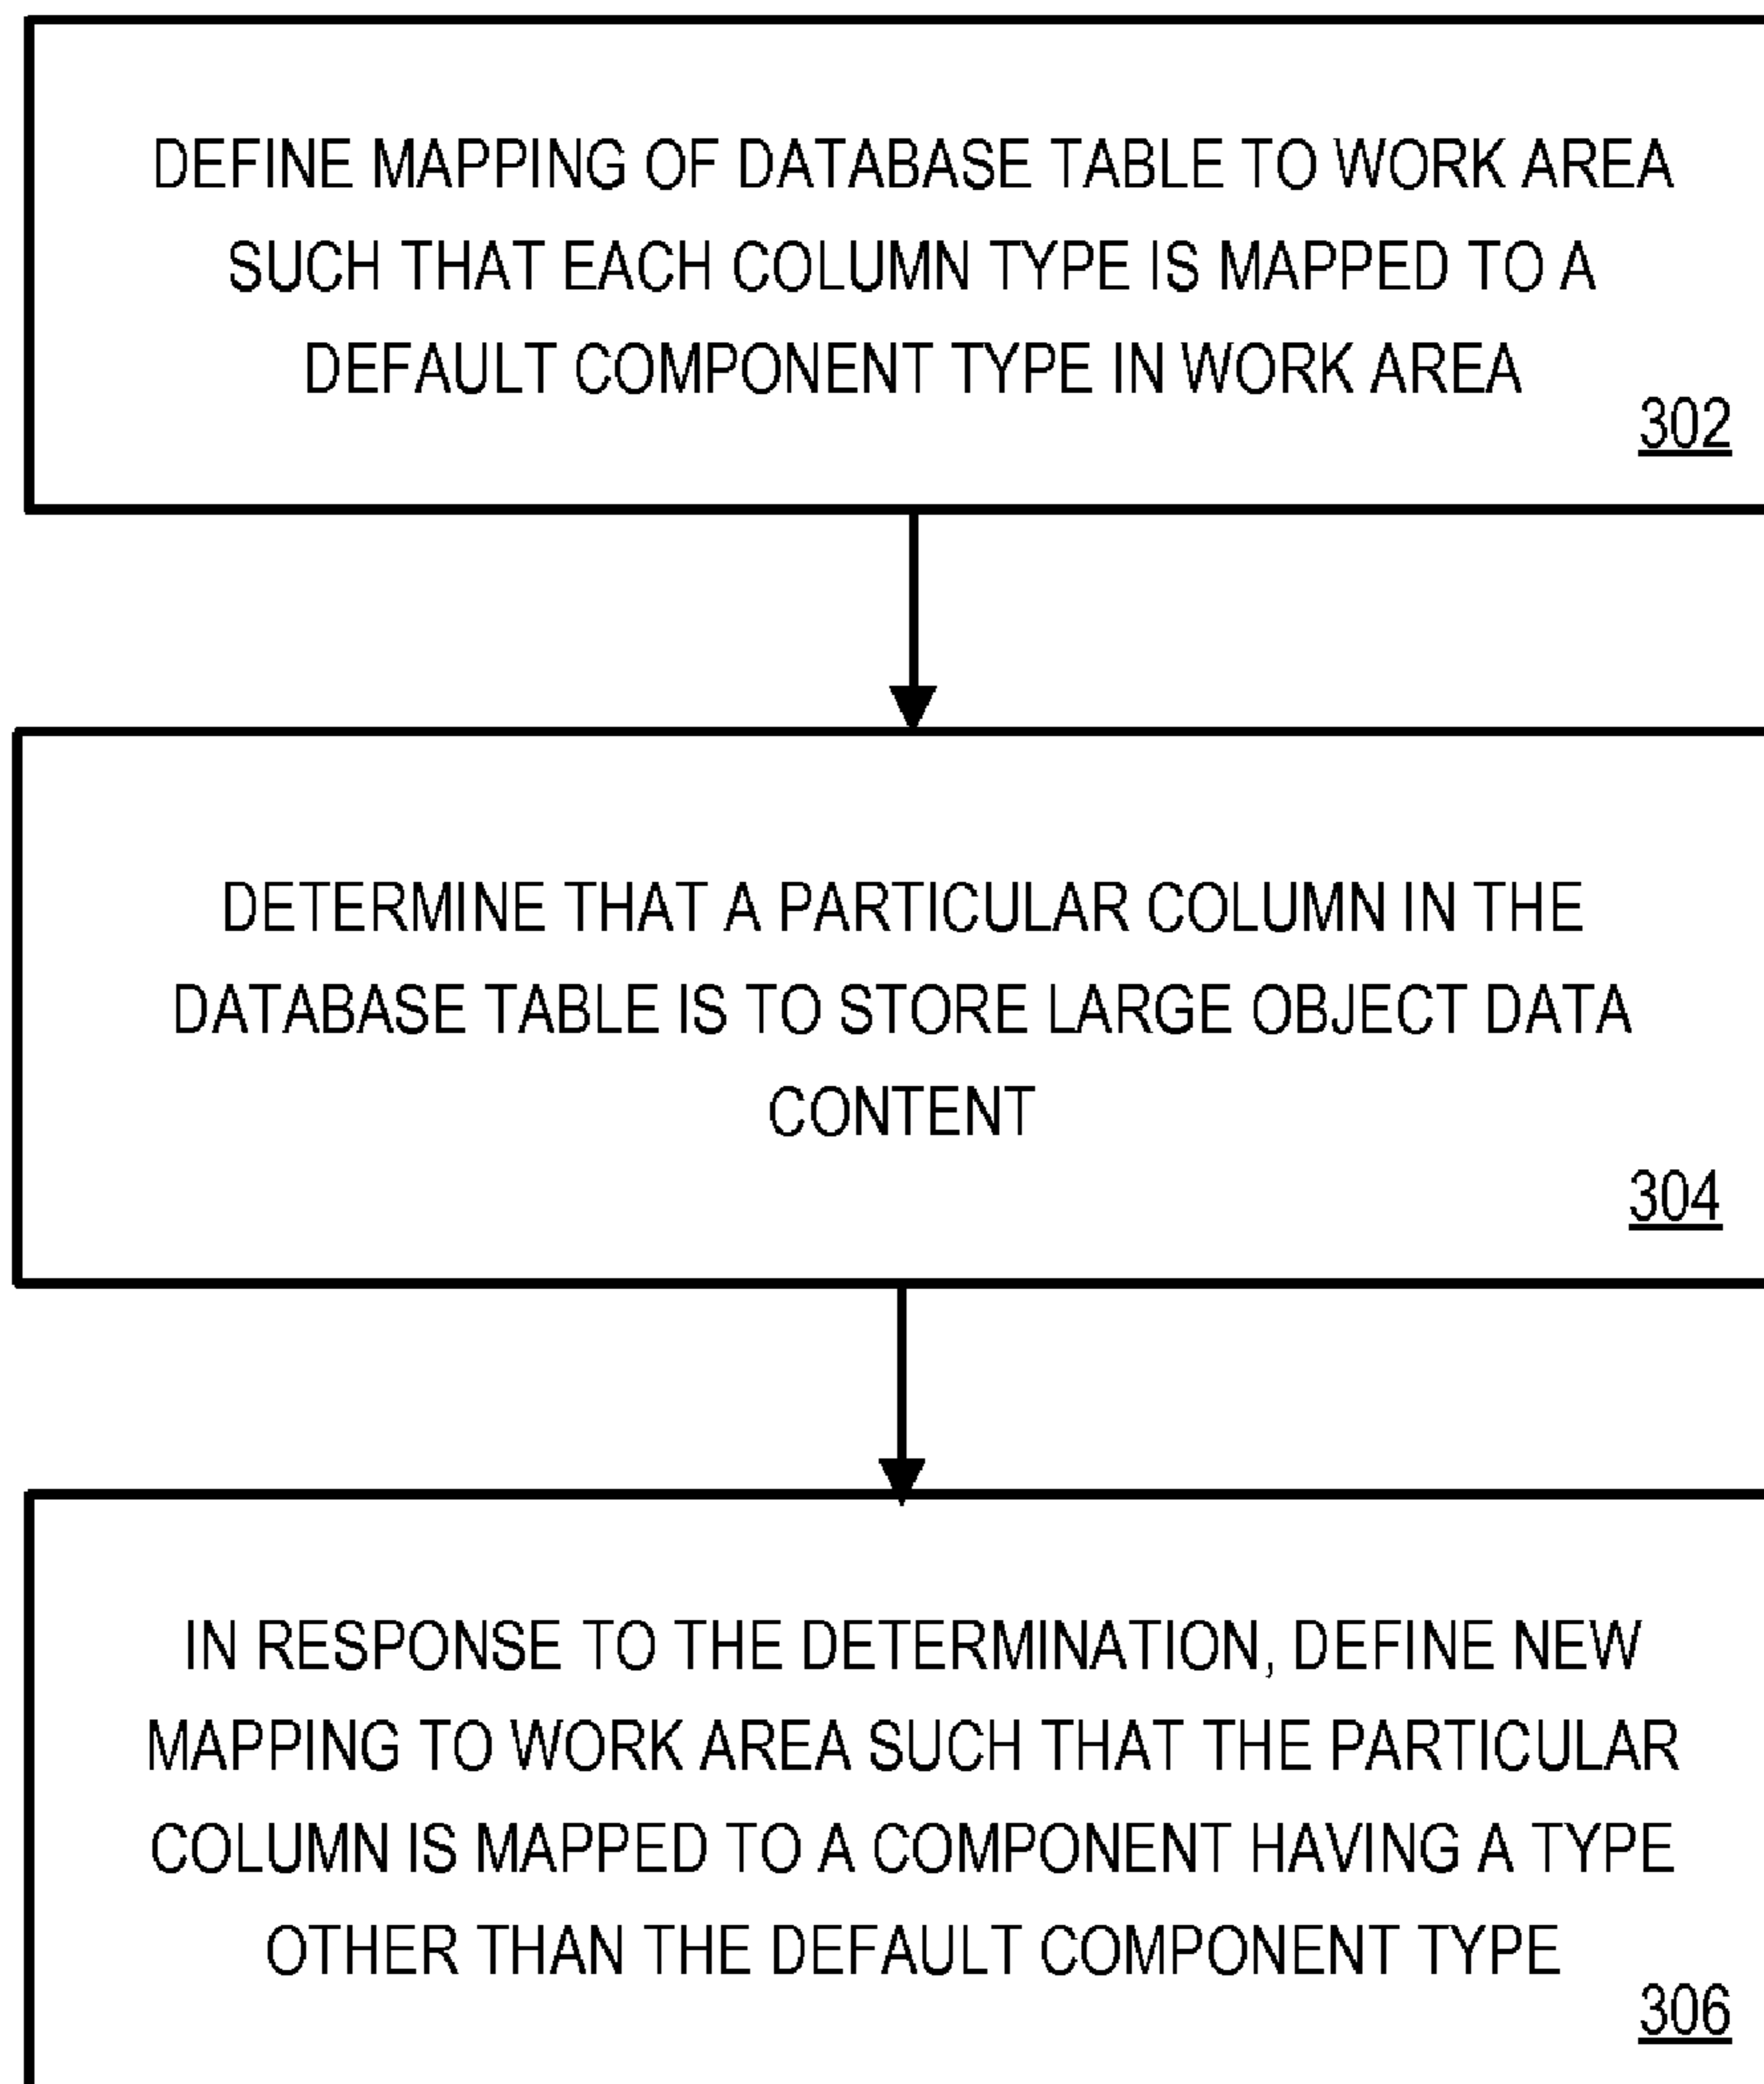 DEFINE MAPPING OF DATABASE TABLE TO WORK AREA
SUCH THAT EACH COLUMN TYPE IS MAPPED TO A
DEFAULT COMPONENT TYPE IN WORK AREA
302
DETERMINE THAT A PARTICULAR COLUMN IN THE
DATABASE TABLE IS TO STORE LARGE OBJECT DATA
CONTENT
304
IN RESPONSE TO THE DETERMINATION, DEFINE NEW
MAPPING TO WORK AREA SUCH THAT THE PARTICULAR
COLUMN IS MAPPED TO A COMPONENT HAVING A TYPE
OTHER THAN THE DEFAULT COMPONENT TYPE
306